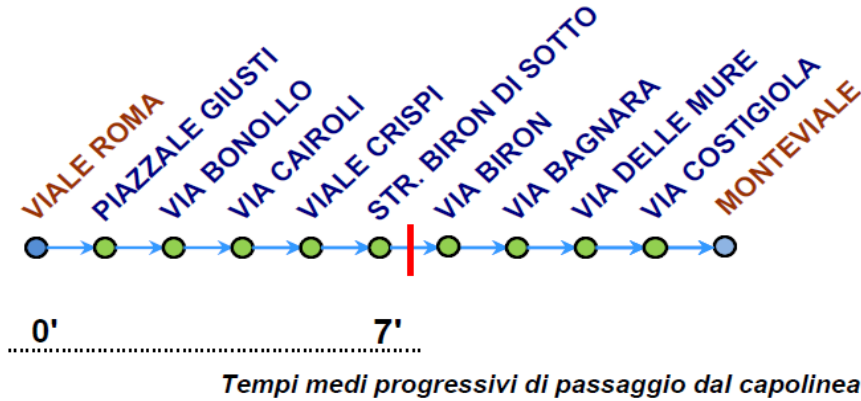 VIALE ROMA
PIAZZALE GIUSTI
VIA BONOLLO
VIA CAIROLI
VIALE CRISPI
STR. BIRON DI SOTTO
VIA BIRON
VIA BAGNARA
VIA DELLE MURE
VIA COSTIGIOLA
MONTEVIALE
0' 7'
Tempi medi progressivi di passaggio dal capolinea